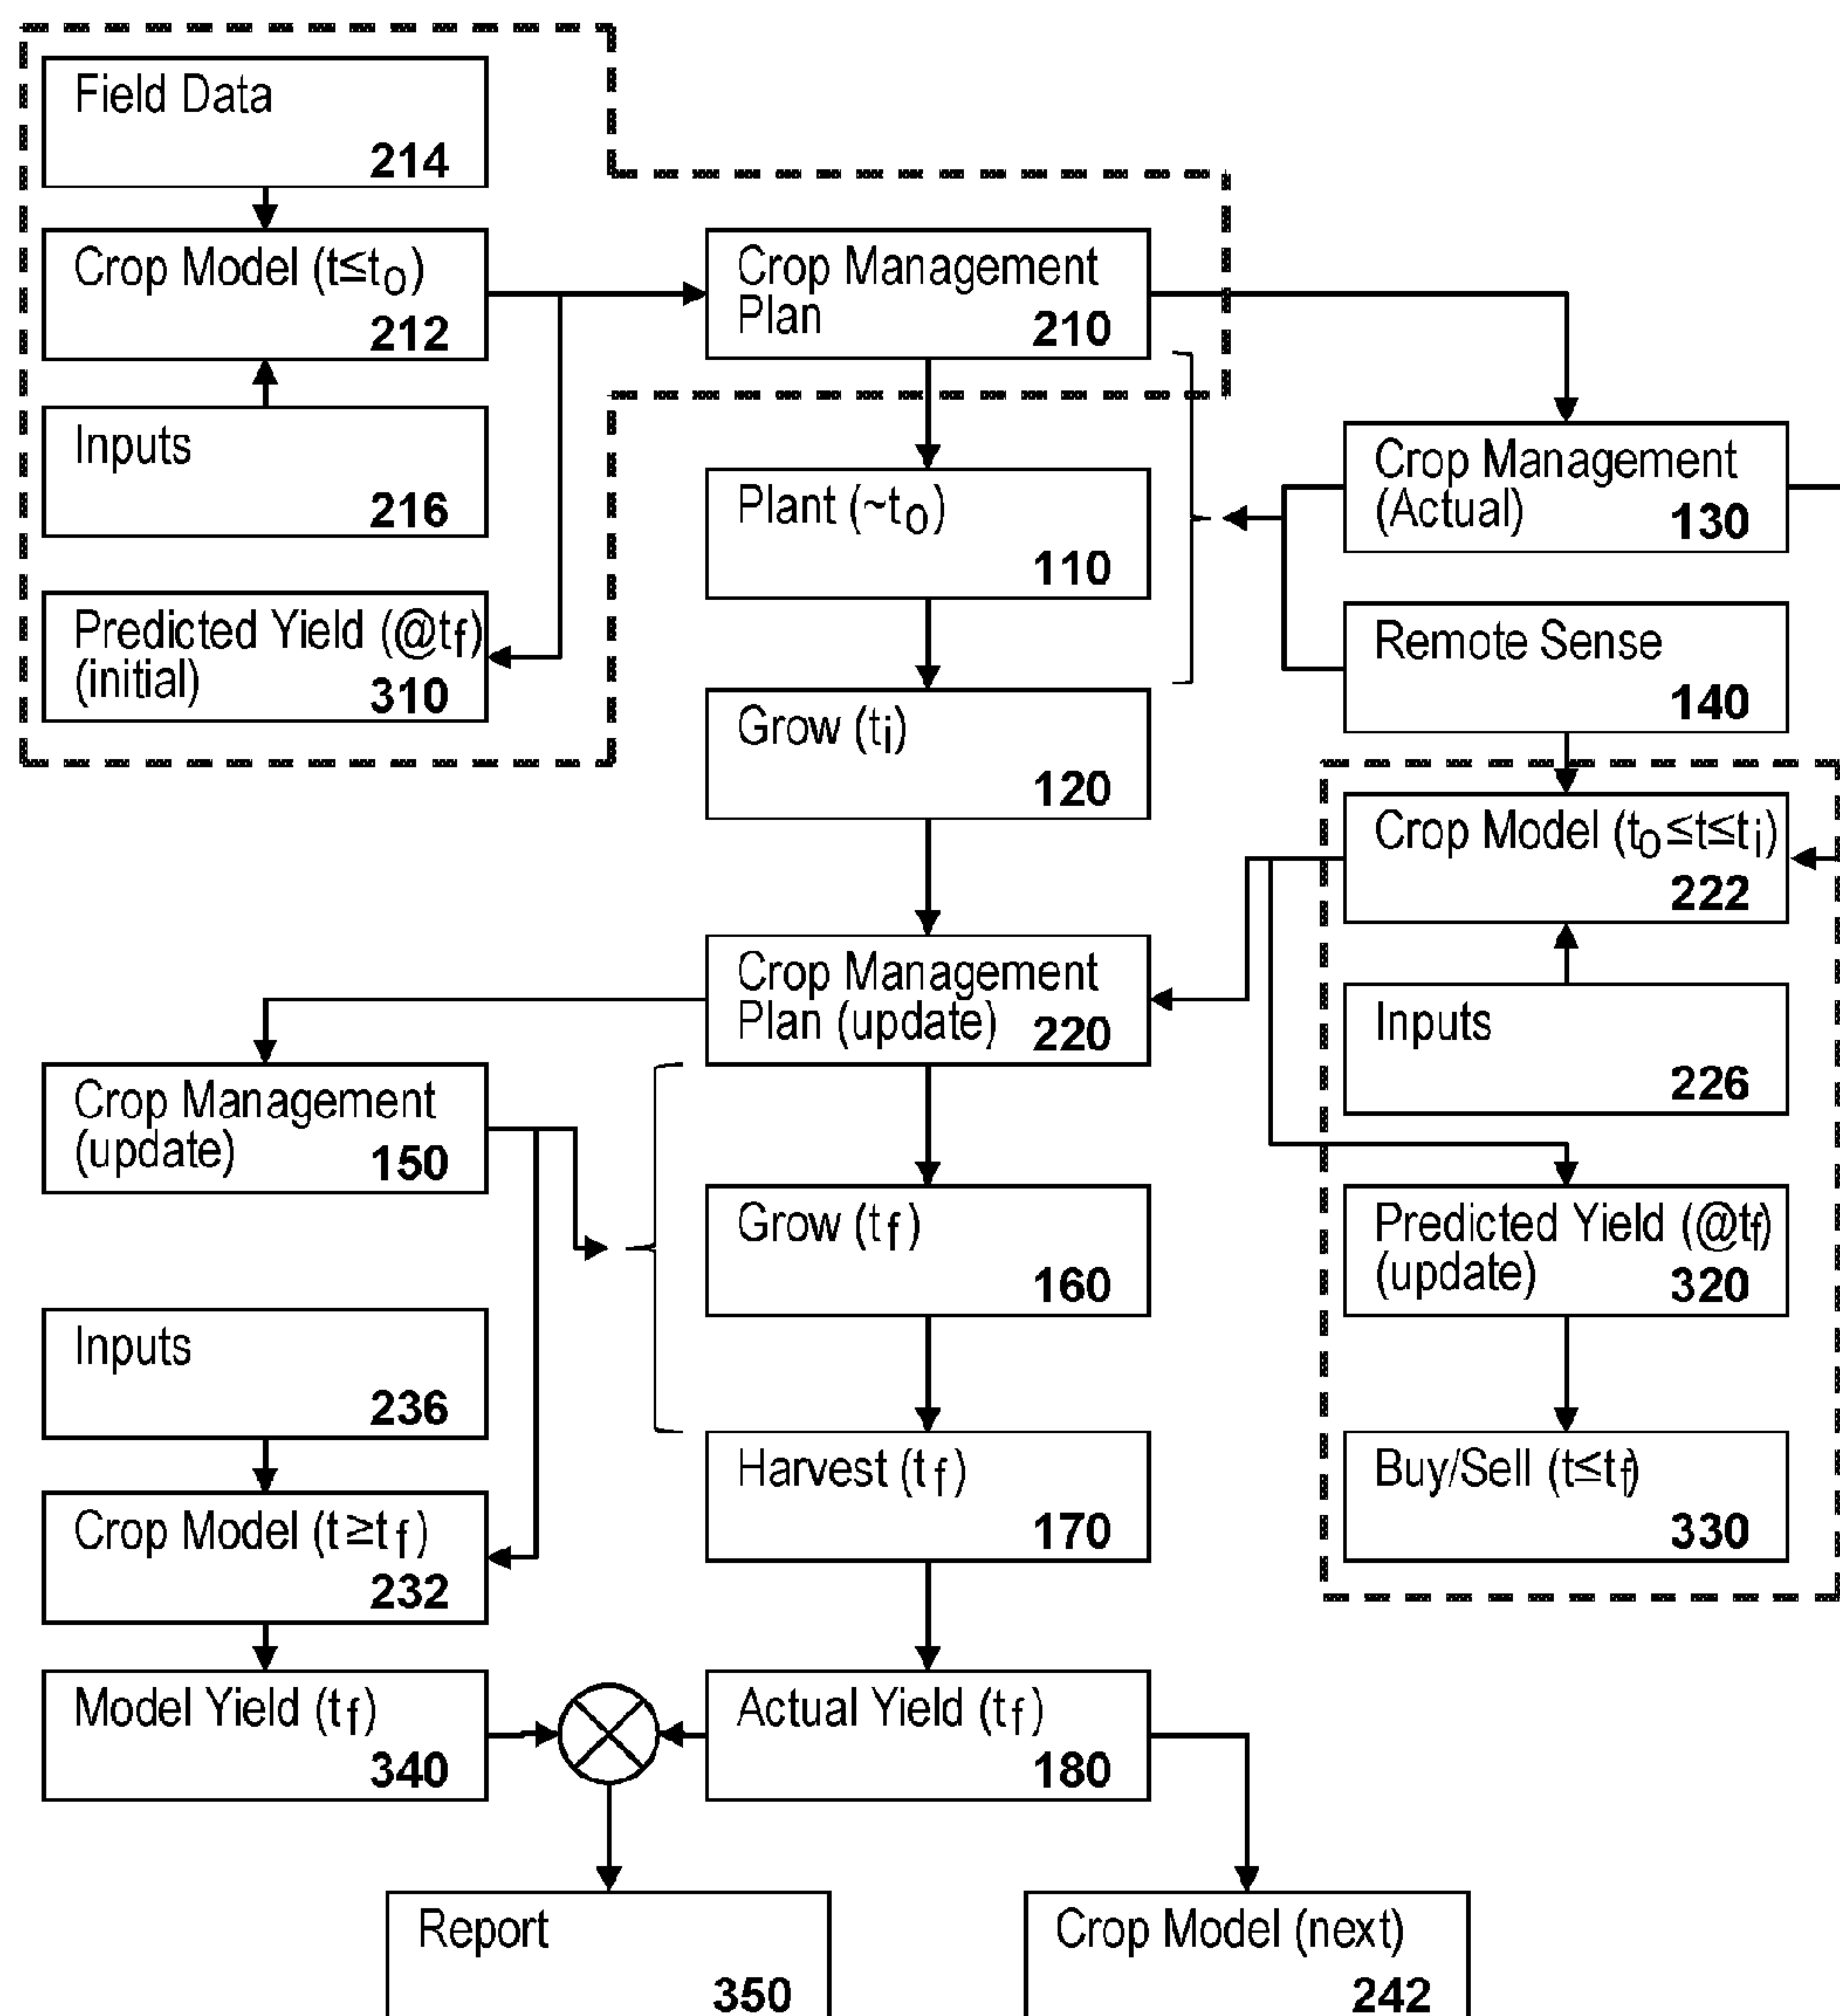 Field Data
214
Crop Model (t≤to)
212
Inputs
216
Predicted Yield (@tf)
(initial)
310
Crop Management
Plan
210
Plant (~to)
110
Grow (ti)
120
Crop Management
(Actual)
130
Remote Sense
140
Crop Model (to≤t≤ti)
222
Inputs
226
Predicted Yield (@tf)
(update)
320
Buy/Sell (t≤tf)
330
Crop Management
Plan (update)
220
Crop Management
(update)
150
Grow (tf)
160
Inputs
236
Harvest (tf)
170
Crop Model (t≥tf)
232
Model Yield (tf)
340
Actual Yield (tf)
180
Report
350
Crop Model (next)
242